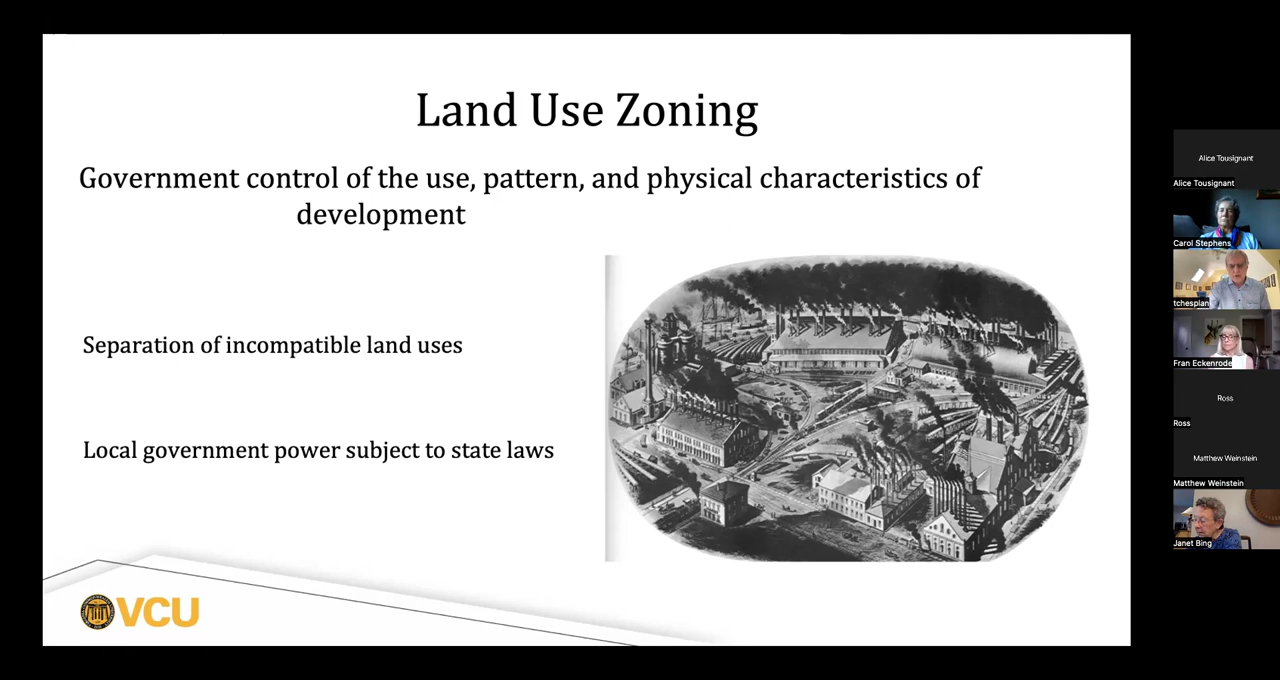 Land Use Zoning
Government control of the use, pattern, and physical characteristics of
development
Separation of incompatible land uses
Local government power subject to state laws
VCU
Alice Tousignant
Alice Tousignant
Carol Stephens
tchesplan
Fran Eckenrode
Ross
Ross
Matthew Weinstein
Matthew Weinstein
Janet Bing